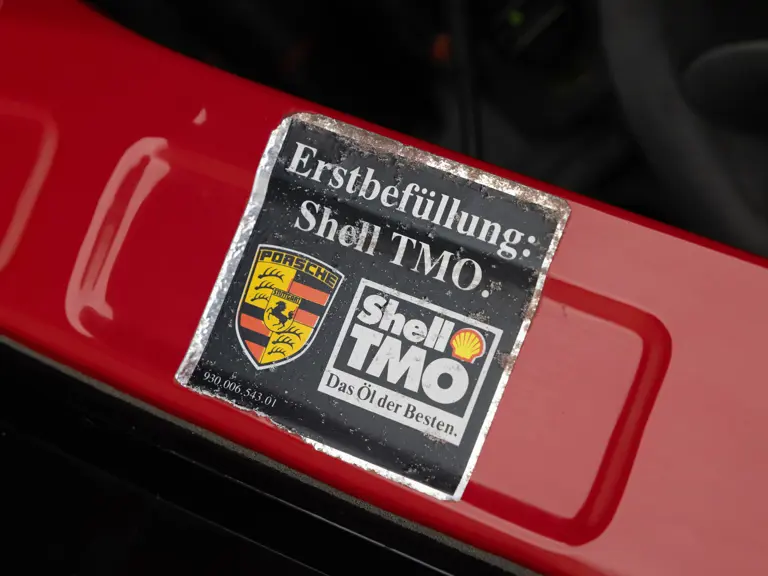 Erstbefüllung:
Shell TMO.
PORSCHE
STUTTGART
Shell
TMO
Das Öl der Besten.
930.006.543.01